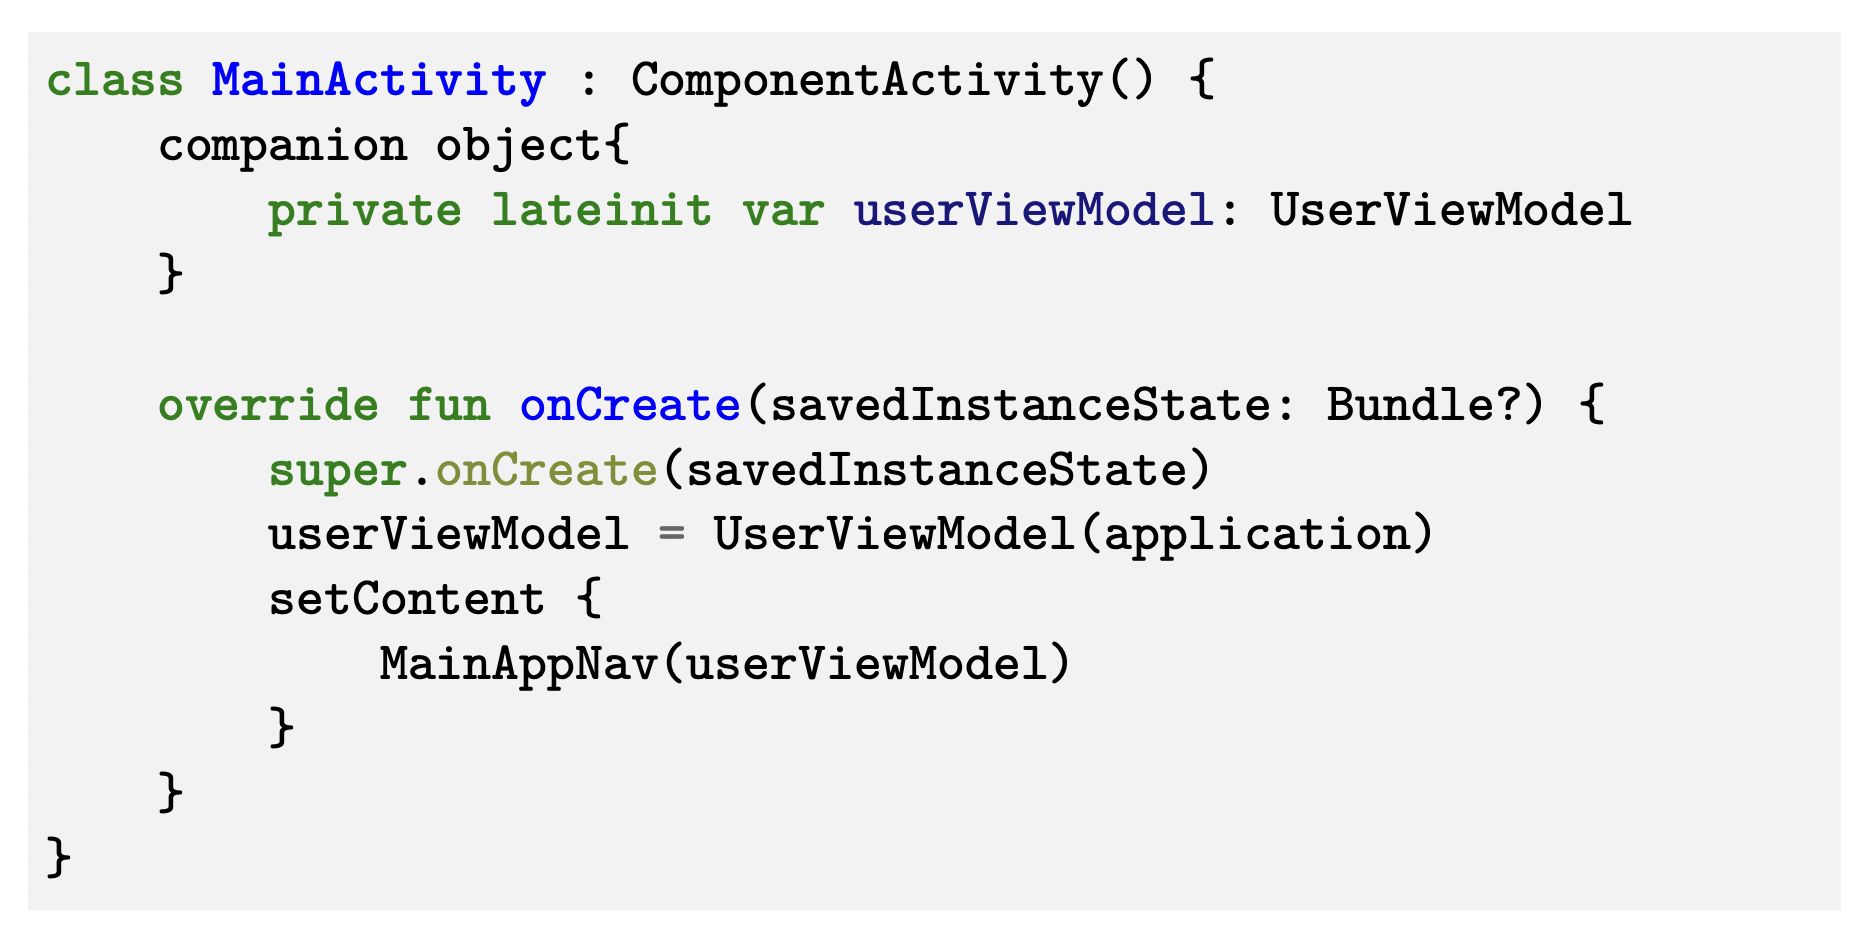 class MainActivity : ComponentActivity() {
    companion object{
        private lateinit var userViewModel: UserViewModel
    }

    override fun onCreate(savedInstanceState: Bundle?) {
        super.onCreate(savedInstanceState)
        userViewModel = UserViewModel(application)
        setContent {
            MainAppNav(userViewModel)
        }
    }
}